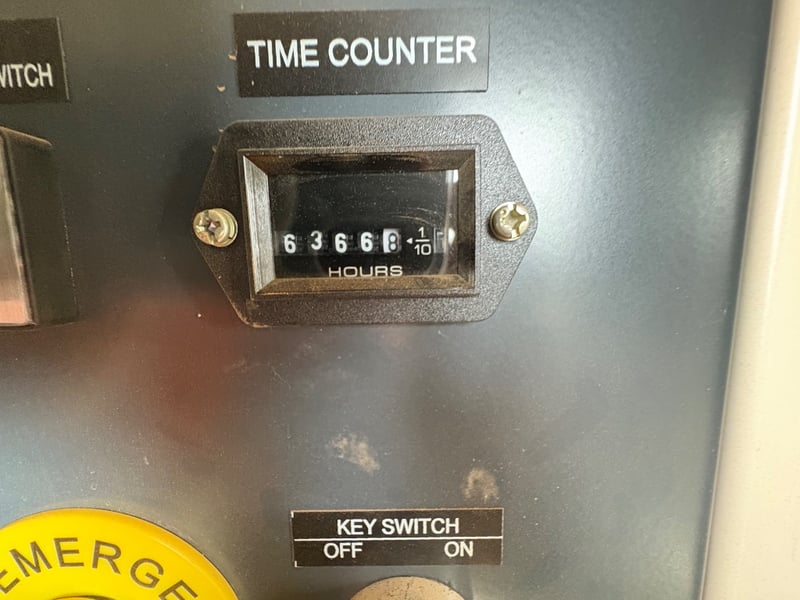 WITCH
TIME COUNTER
63668
1/10
HOURS
KEY SWITCH
OFF ON
EMERGE